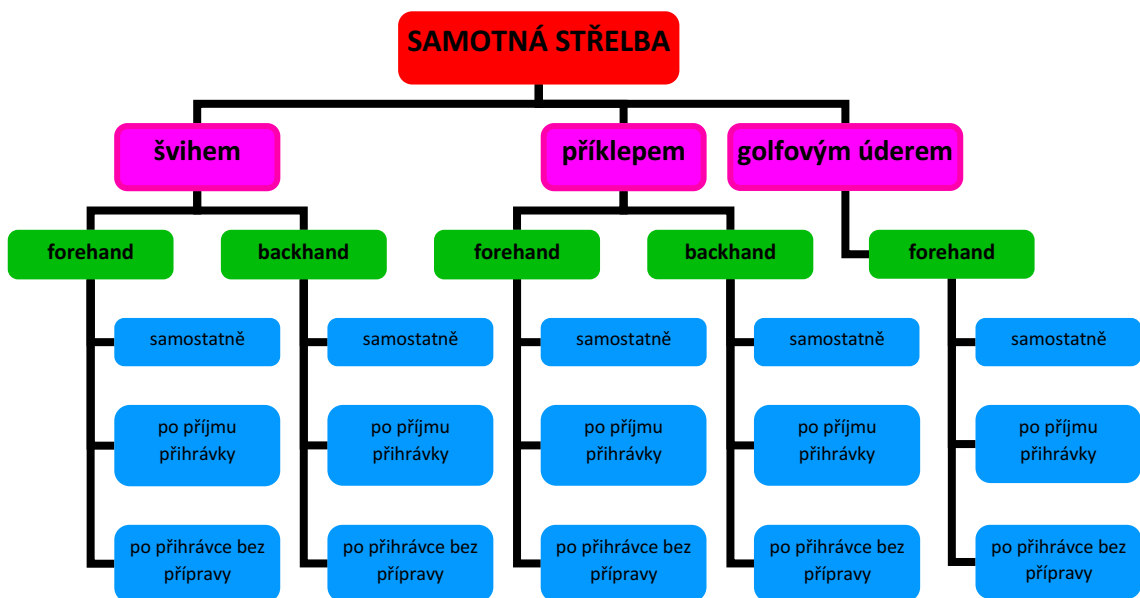 SAMOTNÁ STŘELBA
švihem
příklepem
golfovým úderem
forehand
backhand
forehand
backhand
forehand
samostatně
samostatně
samostatně
samostatně
samostatně
po příjmu
přihrávky
po příjmu
přihrávky
po příjmu
přihrávky
po příjmu
přihrávky
po příjmu
přihrávky
po přihrávce bez
přípravy
po přihrávce bez
přípravy
po přihrávce bez
přípravy
po přihrávce bez
přípravy
po přihrávce bez
přípravy